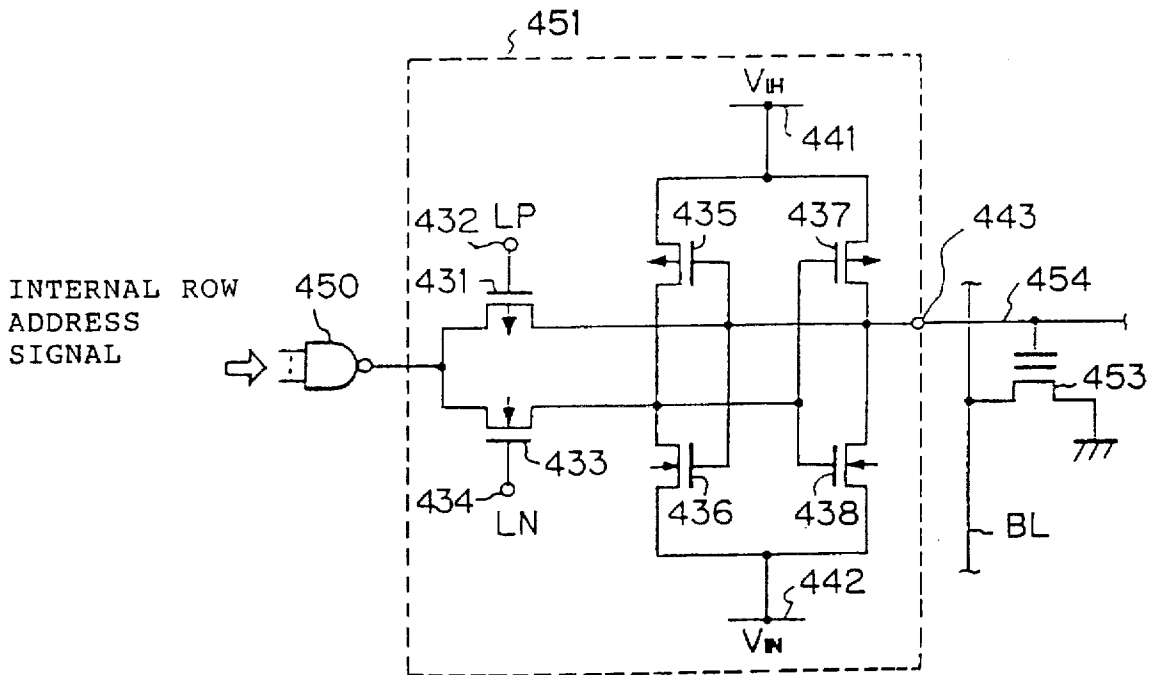 451
VIH
441
432 LP
435
437
443
INTERNAL ROW
ADDRESS
SIGNAL
450
431
454
453
433
434
LN
436
438
BL
442
VIN